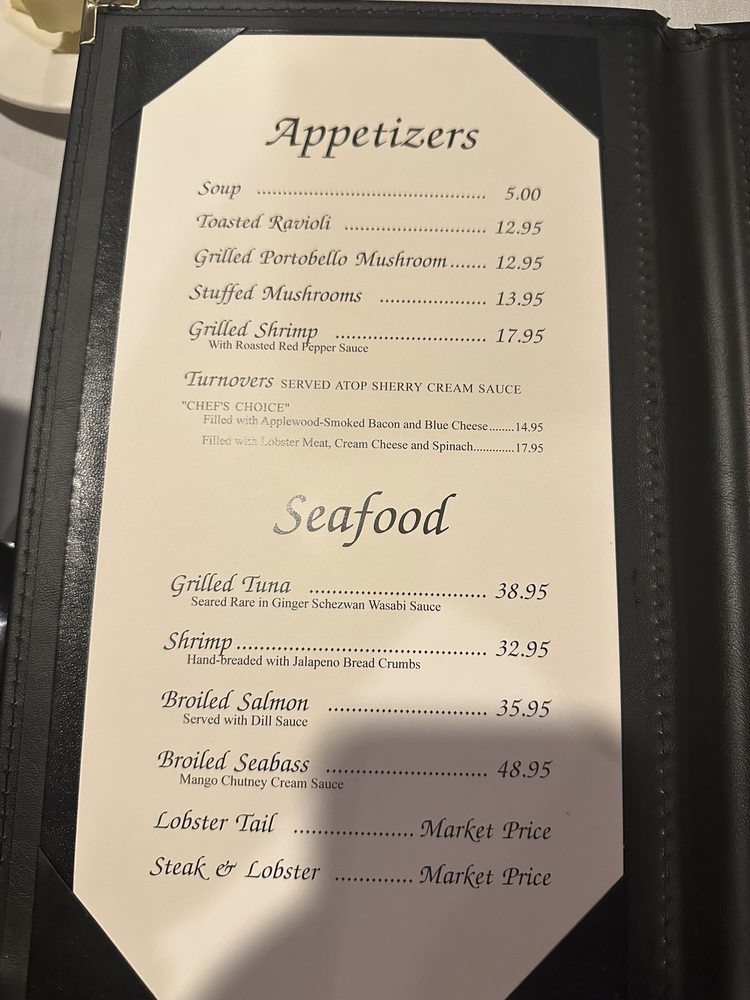 Appetizers
Soup ............................................. 5.00
Toasted Ravioli ............................ 12.95
Grilled Portobello Mushroom....... 12.95
Stuffed Mushrooms ..................... 13.95
Grilled Shrimp ............................. 17.95
With Roasted Red Pepper Sauce
Turnovers SERVED ATOP SHERRY CREAM SAUCE
"CHEF'S CHOICE"
Filled with Applewood-Smoked Bacon and Blue Cheese........14.95
Filled with Lobster Meat, Cream Cheese and Spinach.............17.95
Seafood
Grilled Tuna ................................ 38.95
Seared Rare in Ginger Schezwan Wasabi Sauce
Shrimp............................................. 32.95
Hand-breaded with Jalapeno Bread Crumbs
Broiled Salmon ............................ 35.95
Served with Dill Sauce
Broiled Seabass ............................ 48.95
Mango Chutney Cream Sauce
Lobster Tail ..................... Market Price
Steak & Lobster ............. Market Price